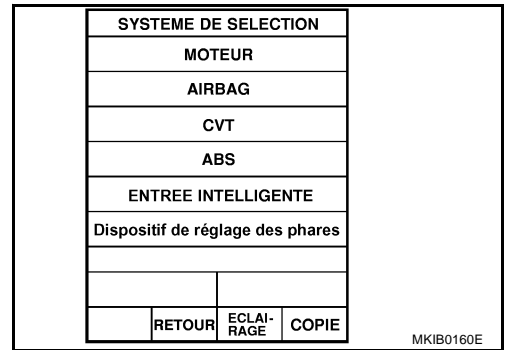 SYSTEME DE SELECTION
MOTEUR
AIRBAG
CVT
ABS
ENTREE INTELLIGENTE
Dispositif de réglage des phares
RETOUR ECLAI-
RAGE COPIE
MKIB0160E